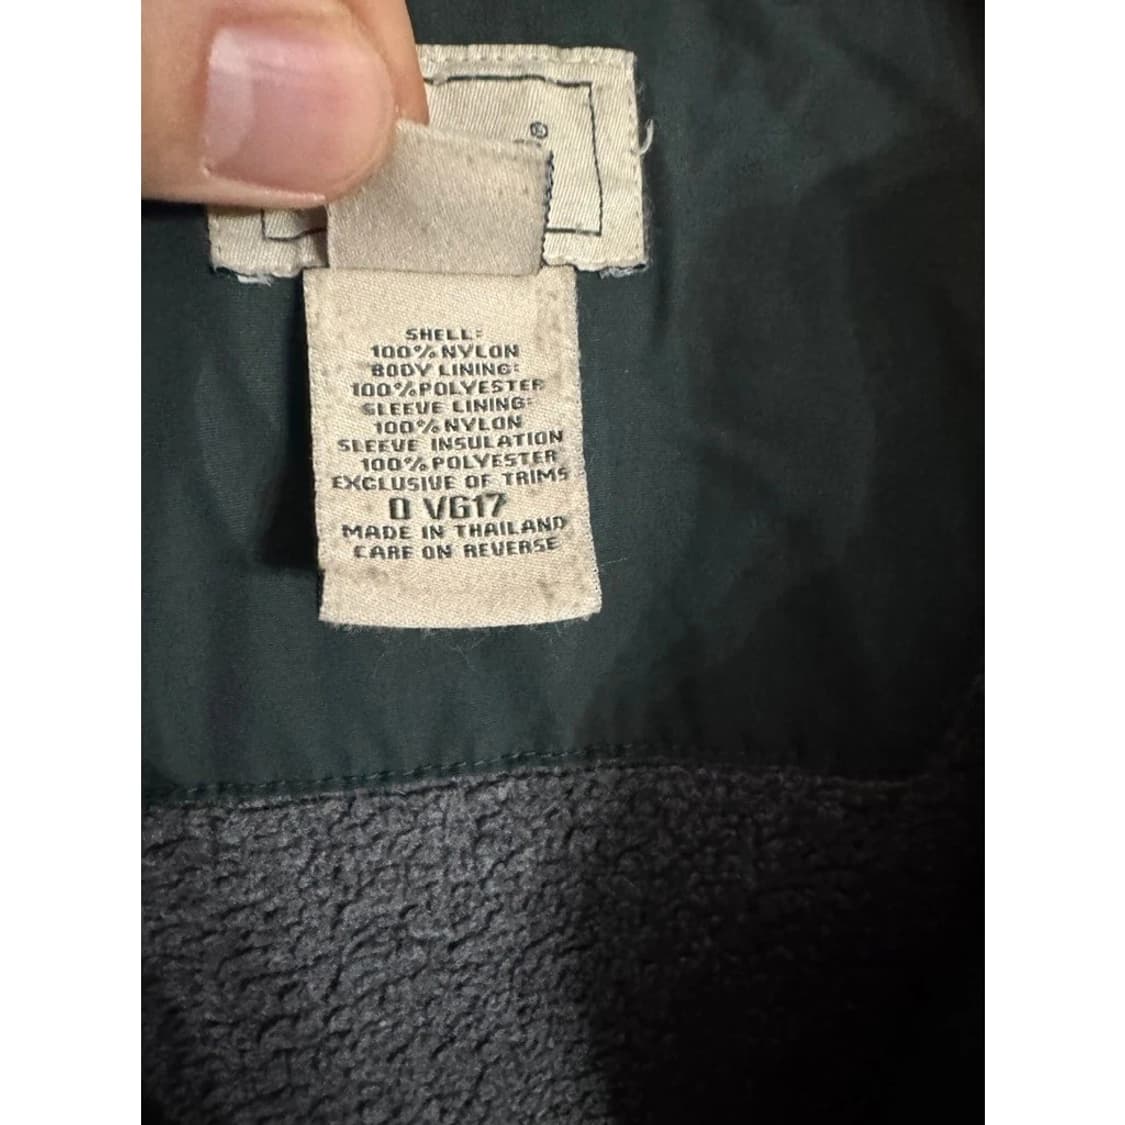 ®
SHELL:
100% NYLON
BODY LINING:
100% POLYESTER
SLEEVE LINING:
100% NYLON
SLEEVE INSULATION
100% POLYESTER
EXCLUSIVE OF TRIMS
0 VG17
MADE IN THAILAND
CARE ON REVERSE